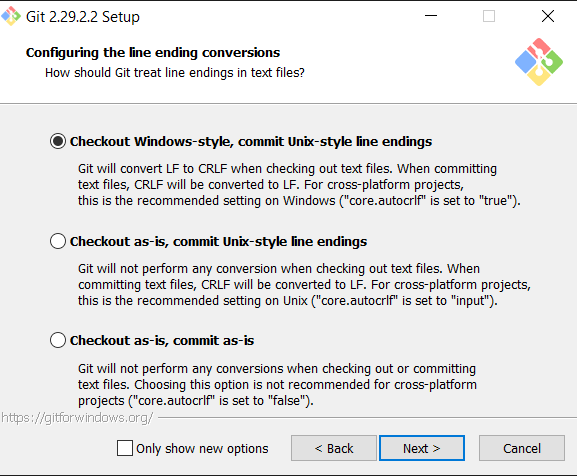 Git 2.29.2.2 Setup
Configuring the line ending conversions
How should Git treat line endings in text files?
Checkout Windows-style, commit Unix-style line endings
Git will convert LF to CRLF when checking out text files. When committing
text files, CRLF will be converted to LF. For cross-platform projects,
this is the recommended setting on Windows ("core.autocrlf" is set to "true").
Checkout as-is, commit Unix-style line endings
Git will not perform any conversion when checking out text files. When
committing text files, CRLF will be converted to LF. For cross-platform projects,
this is the recommended setting on Unix ("core.autocrlf" is set to "input").
Checkout as-is, commit as-is
Git will not perform any conversions when checking out or committing
text files. Choosing this option is not recommended for cross-platform
projects ("core.autocrlf" is set to "false").
https://gitforwindows.org/
Only show new options
< Back
Next >
Cancel